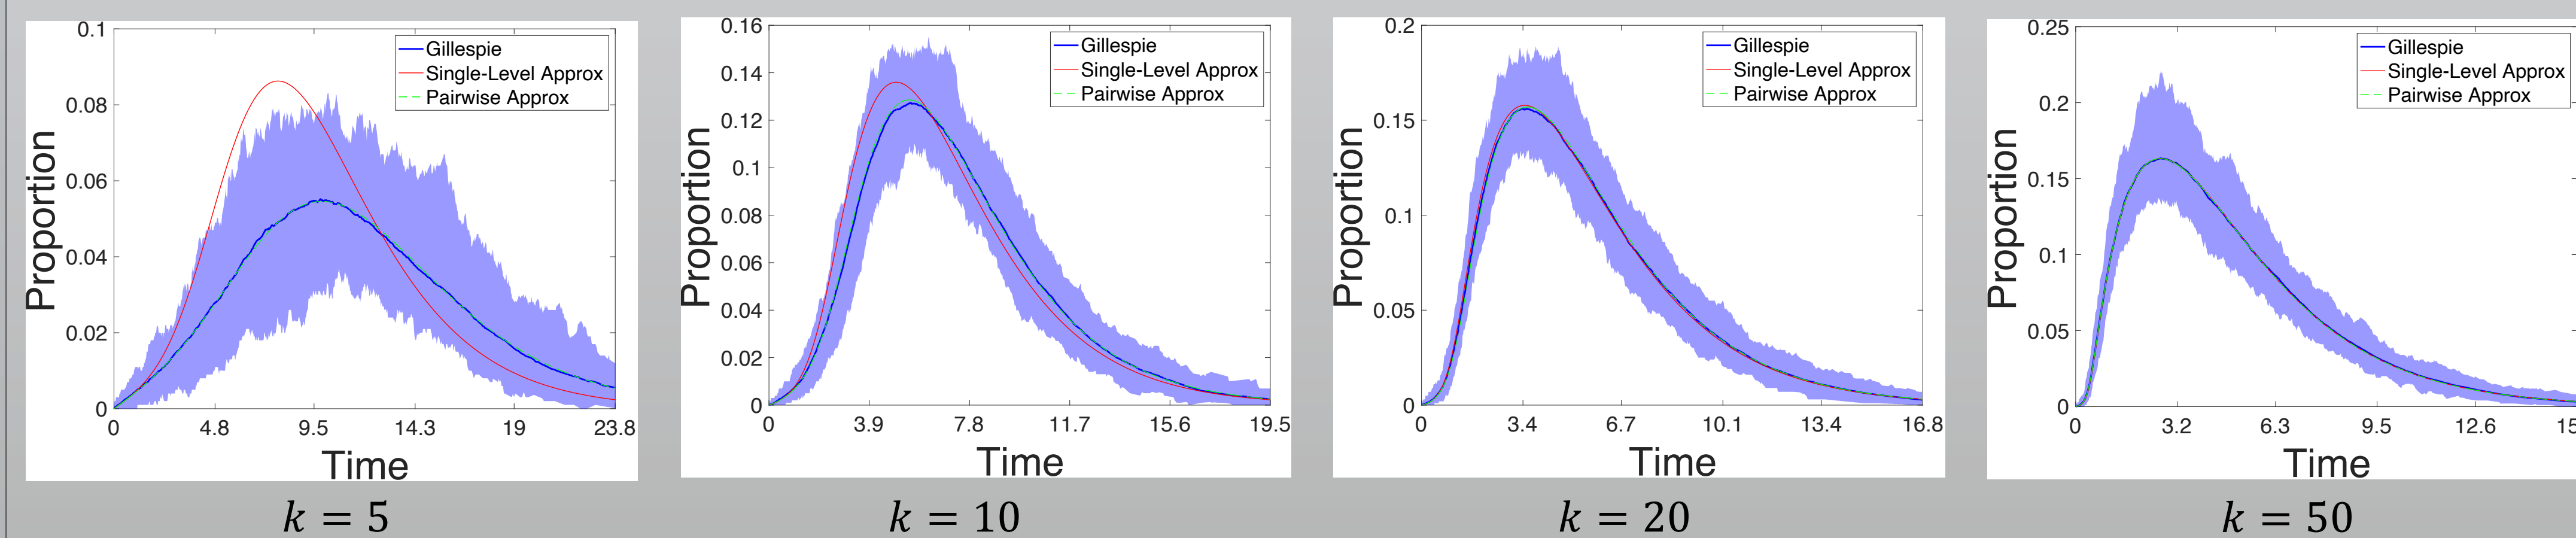 0.1
0.08
0.06
0.04
0.02
0
Proportion
Gillespie
Single-Level Approx
Pairwise Approx
0 4.8 9.5 14.3 19 23.8
Time
k = 5
0.16
0.14
0.12
0.1
0.08
0.06
0.04
0.02
0
Proportion
Gillespie
Single-Level Approx
Pairwise Approx
0 3.9 7.8 11.7 15.6 19.5
Time
k = 10
0.2
0.15
0.1
0.05
0
Proportion
Gillespie
Single-Level Approx
Pairwise Approx
0 3.4 6.7 10.1 13.4 16.8
Time
k = 20
0.25
0.2
0.15
0.1
0.05
0
Proportion
Gillespie
Single-Level Approx
Pairwise Approx
0 3.2 6.3 9.5 12.6
Time
k = 50